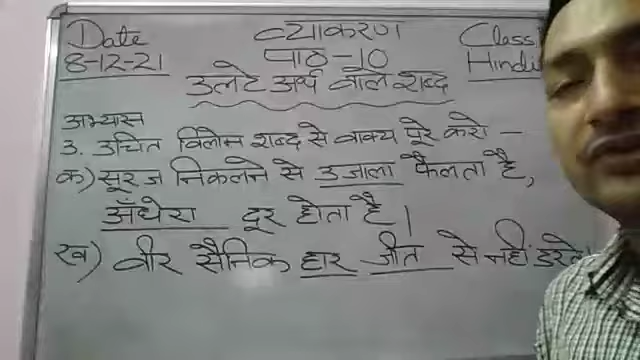 Date
8-12-21
व्याकरण
पाठ-10
उलटे अर्थ वाले शब्द
Class
Hindi
अभ्यास
3. उचित विलोम शब्द से वाक्य पूरे करो –
क) सूरज निकलने से उजाला फैलता है,
अँधेरा दूर होता है।
ख) वीर सैनिक हार जीत से नहीं डरते।